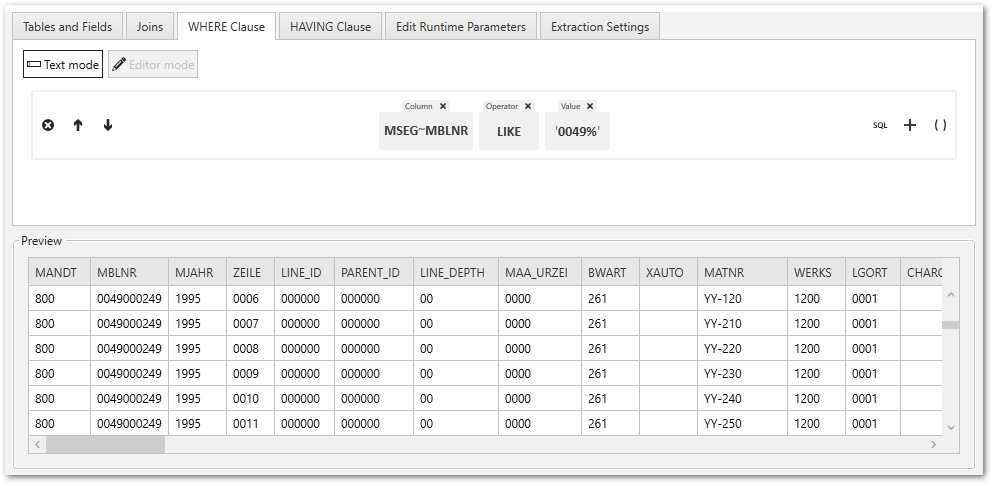 Tables and Fields Joins WHERE Clause HAVING Clause Edit Runtime Parameters Extraction Settings
Text mode Editor mode
Column Operator Value
MSEG~MBLNR LIKE '0049%' SQL ( )
Preview
MANDT MBLNR MJAHR ZEILE LINE_ID PARENT_ID LINE_DEPTH MAA_URZEI BWART XAUTO MATNR WERKS LGORT CHARG
800 0049000249 1995 0006 000000 000000 00 0000 261 YY-120 1200 0001
800 0049000249 1995 0007 000000 000000 00 0000 261 YY-210 1200 0001
800 0049000249 1995 0008 000000 000000 00 0000 261 YY-220 1200 0001
800 0049000249 1995 0009 000000 000000 00 0000 261 YY-230 1200 0001
800 0049000249 1995 0010 000000 000000 00 0000 261 YY-240 1200 0001
800 0049000249 1995 0011 000000 000000 00 0000 261 YY-250 1200 0001